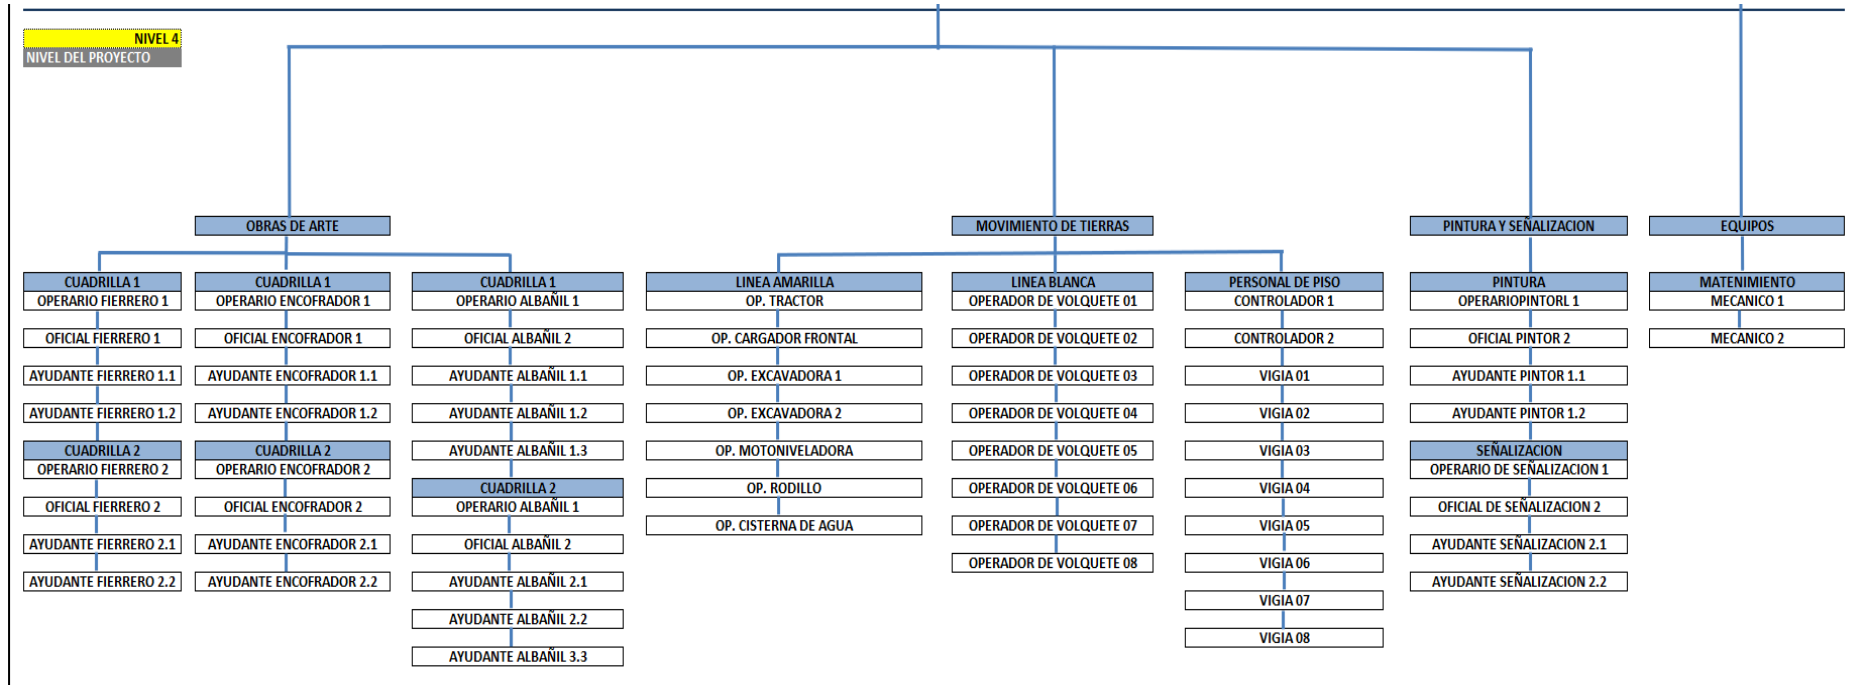 NIVEL 4
NIVEL DEL PROYECTO
OBRAS DE ARTE
CUADRILLA 1
OPERARIO FIERRERO 1
OFICIAL FIERRERO 1
AYUDANTE FIERRERO 1.1
AYUDANTE FIERRERO 1.2
CUADRILLA 2
OPERARIO FIERRERO 2
OFICIAL FIERRERO 2
AYUDANTE FIERRERO 2.1
AYUDANTE FIERRERO 2.2
CUADRILLA 1
OPERARIO ENCOFRADOR 1
OFICIAL ENCOFRADOR 1
AYUDANTE ENCOFRADOR 1.1
AYUDANTE ENCOFRADOR 1.2
CUADRILLA 2
OPERARIO ENCOFRADOR 2
OFICIAL ENCOFRADOR 2
AYUDANTE ENCOFRADOR 2.1
AYUDANTE ENCOFRADOR 2.2
CUADRILLA 1
OPERARIO ALBAÑIL 1
OFICIAL ALBAÑIL 2
AYUDANTE ALBAÑIL 1.1
AYUDANTE ALBAÑIL 1.2
AYUDANTE ALBAÑIL 1.3
CUADRILLA 2
OPERARIO ALBAÑIL 1
OFICIAL ALBAÑIL 2
AYUDANTE ALBAÑIL 2.1
AYUDANTE ALBAÑIL 2.2
AYUDANTE ALBAÑIL 3.3
MOVIMIENTO DE TIERRAS
LINEA AMARILLA
OP. TRACTOR
OP. CARGADOR FRONTAL
OP. EXCAVADORA 1
OP. EXCAVADORA 2
OP. MOTONIVELADORA
OP. RODILLO
OP. CISTERNA DE AGUA
LINEA BLANCA
OPERADOR DE VOLQUETE 01
OPERADOR DE VOLQUETE 02
OPERADOR DE VOLQUETE 03
OPERADOR DE VOLQUETE 04
OPERADOR DE VOLQUETE 05
OPERADOR DE VOLQUETE 06
OPERADOR DE VOLQUETE 07
OPERADOR DE VOLQUETE 08
PERSONAL DE PISO
CONTROLADOR 1
CONTROLADOR 2
VIGIA 01
VIGIA 02
VIGIA 03
VIGIA 04
VIGIA 05
VIGIA 06
VIGIA 07
VIGIA 08
PINTURA Y SEÑALIZACION
PINTURA
OPERARIOPINTORL 1
OFICIAL PINTOR 2
AYUDANTE PINTOR 1.1
AYUDANTE PINTOR 1.2
SEÑALIZACION
OPERARIO DE SEÑALIZACION 1
OFICIAL DE SEÑALIZACION 2
AYUDANTE SEÑALIZACION 2.1
AYUDANTE SEÑALIZACION 2.2
EQUIPOS
MATENIMIENTO
MECANICO 1
MECANICO 2